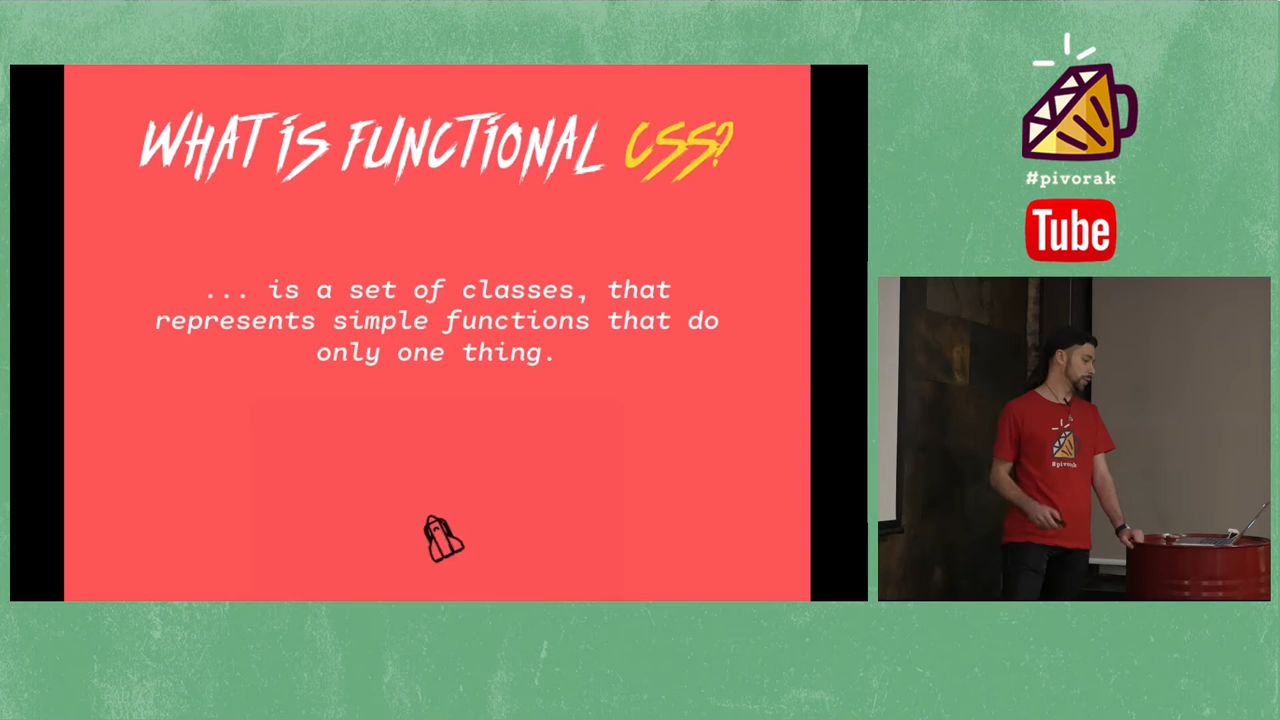 WHAT IS FUNCTIONAL CSS?
... is a set of classes, that
represents simple functions that do
only one thing.
#pivorak
Tube
#pivorak